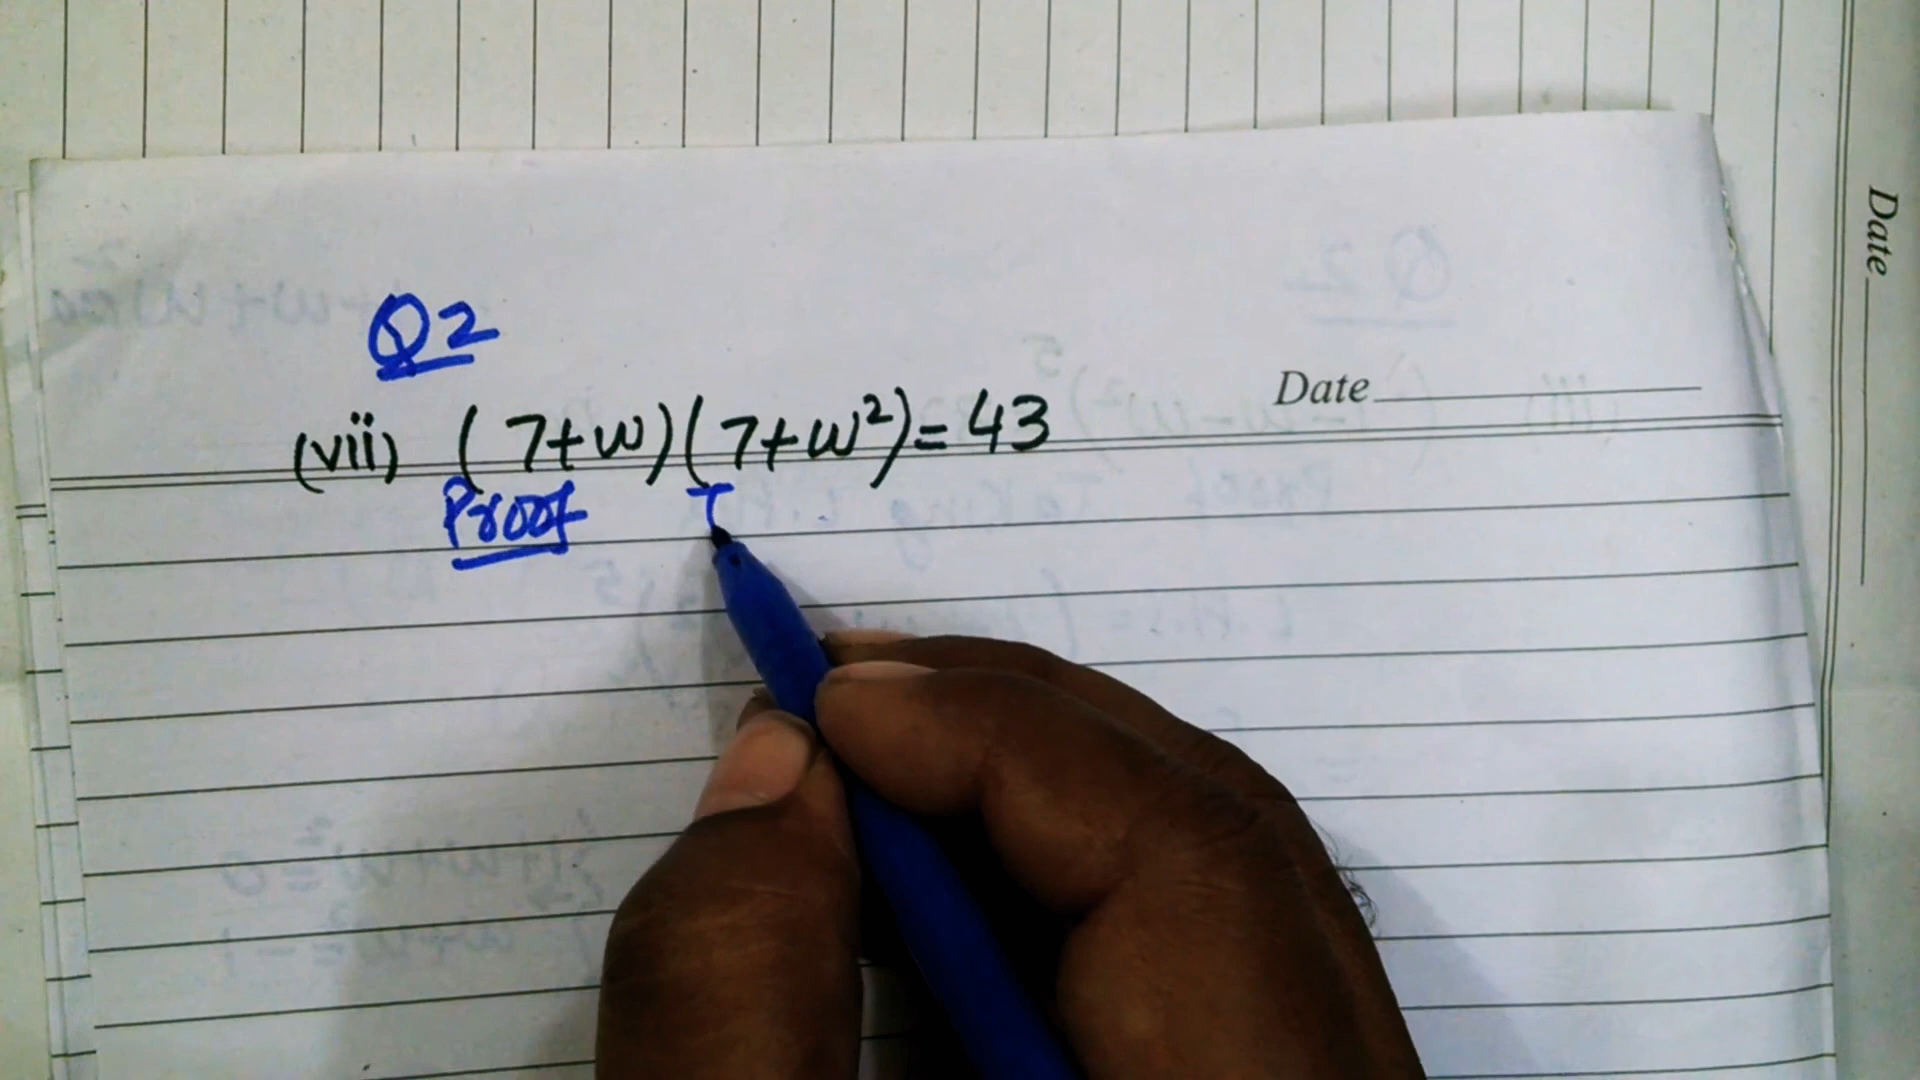 Date
Q2
Date
(vii) (7+w)(7+w²)=43
Proof T